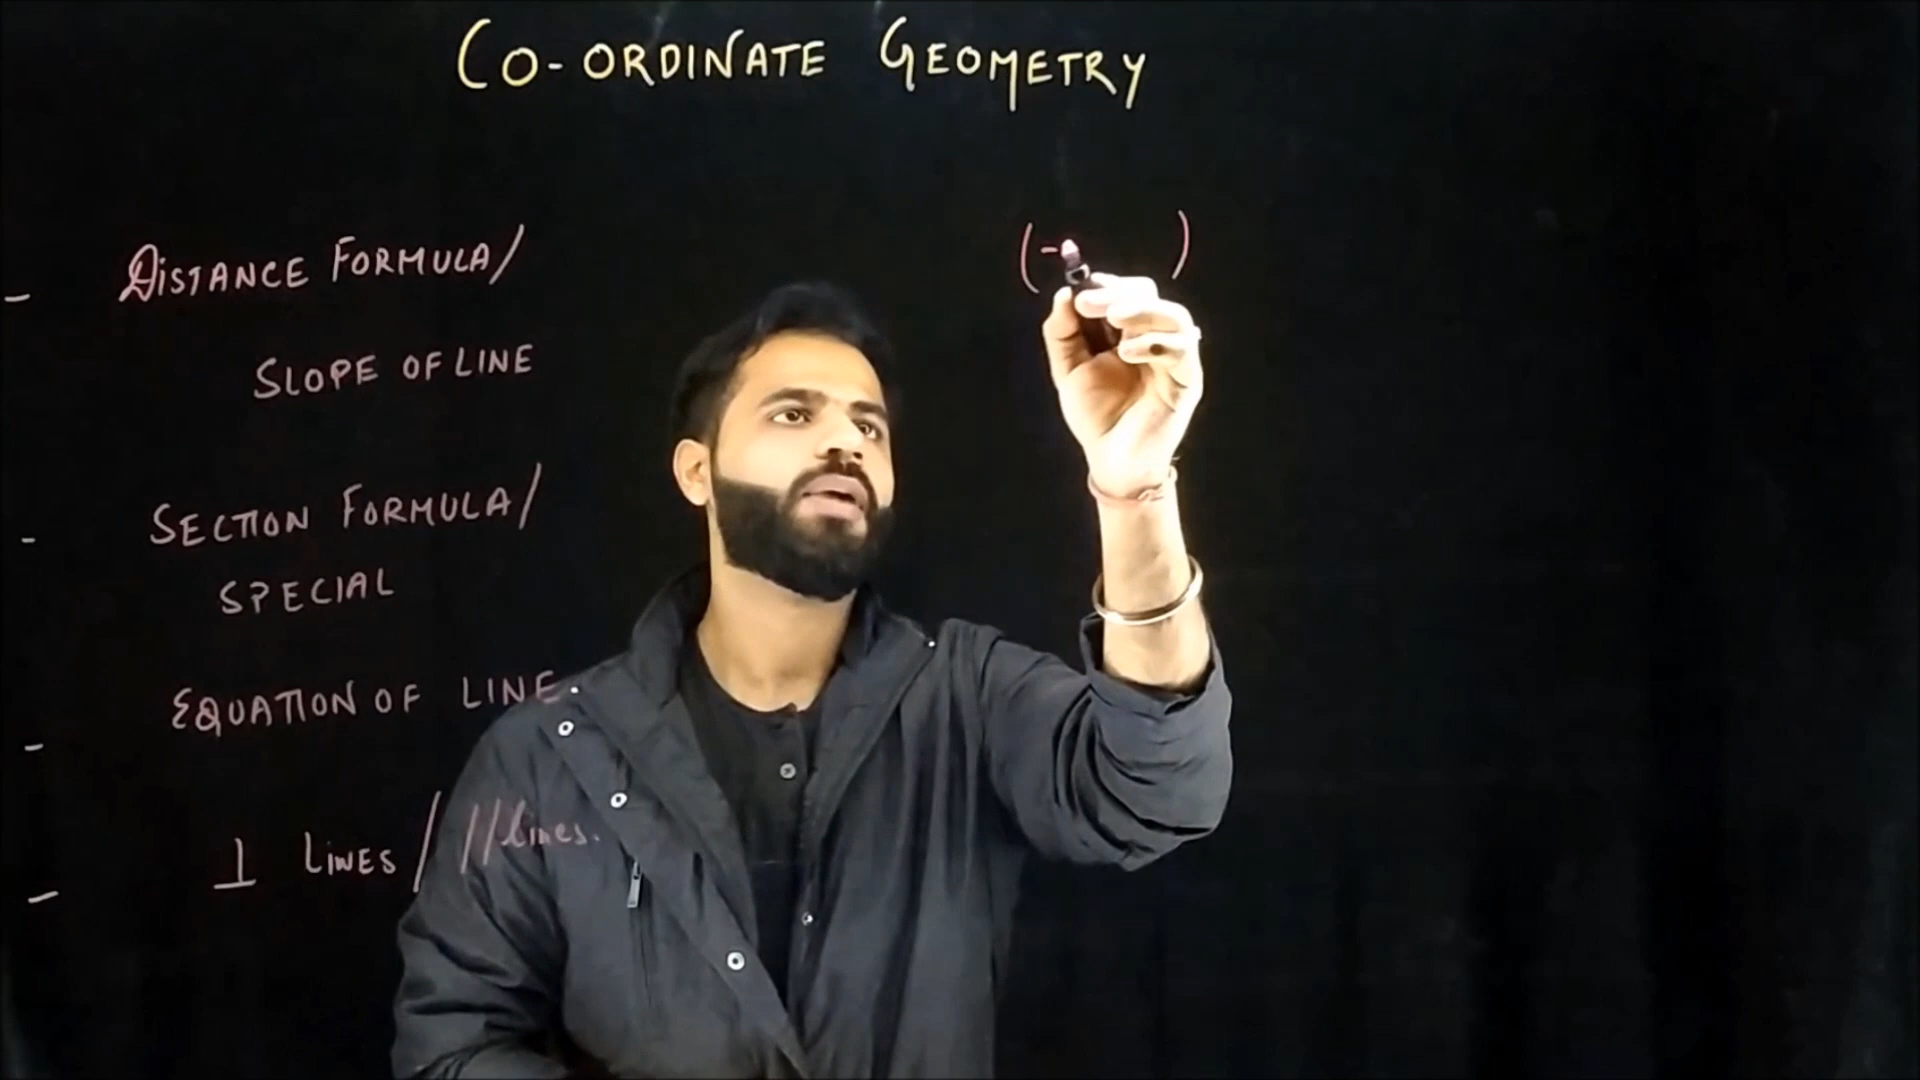 CO-ORDINATE GEOMETRY
- DISTANCE FORMULA/
SLOPE OF LINE
- SECTION FORMULA/
SPECIAL
- EQUATION OF LINE.
- ⊥ LINES / // lines.
(- )